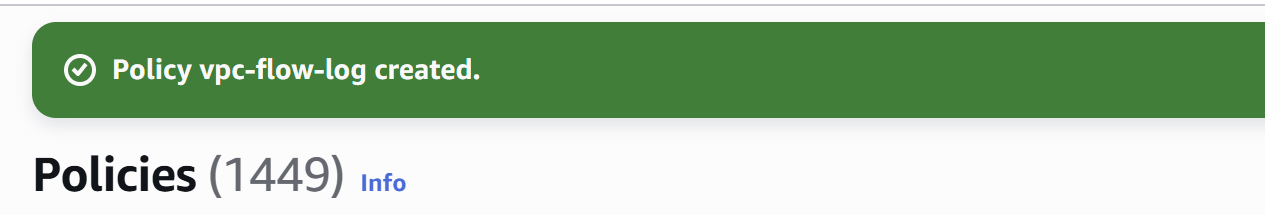 Policy vpc-flow-log created.
Policies (1449) Info